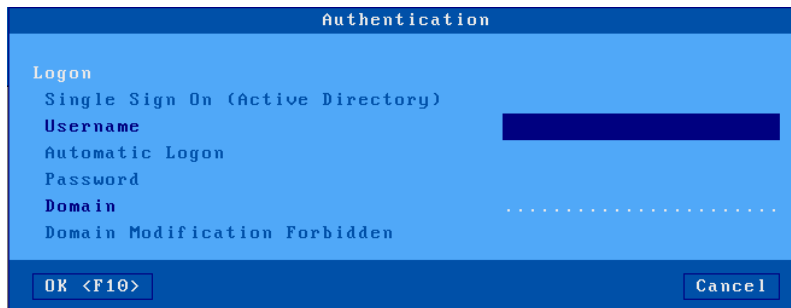 Authentication
Logon
Single Sign On (Active Directory)
Username
Automatic Logon
Password
Domain .......................
Domain Modification Forbidden
OK <F10> Cancel